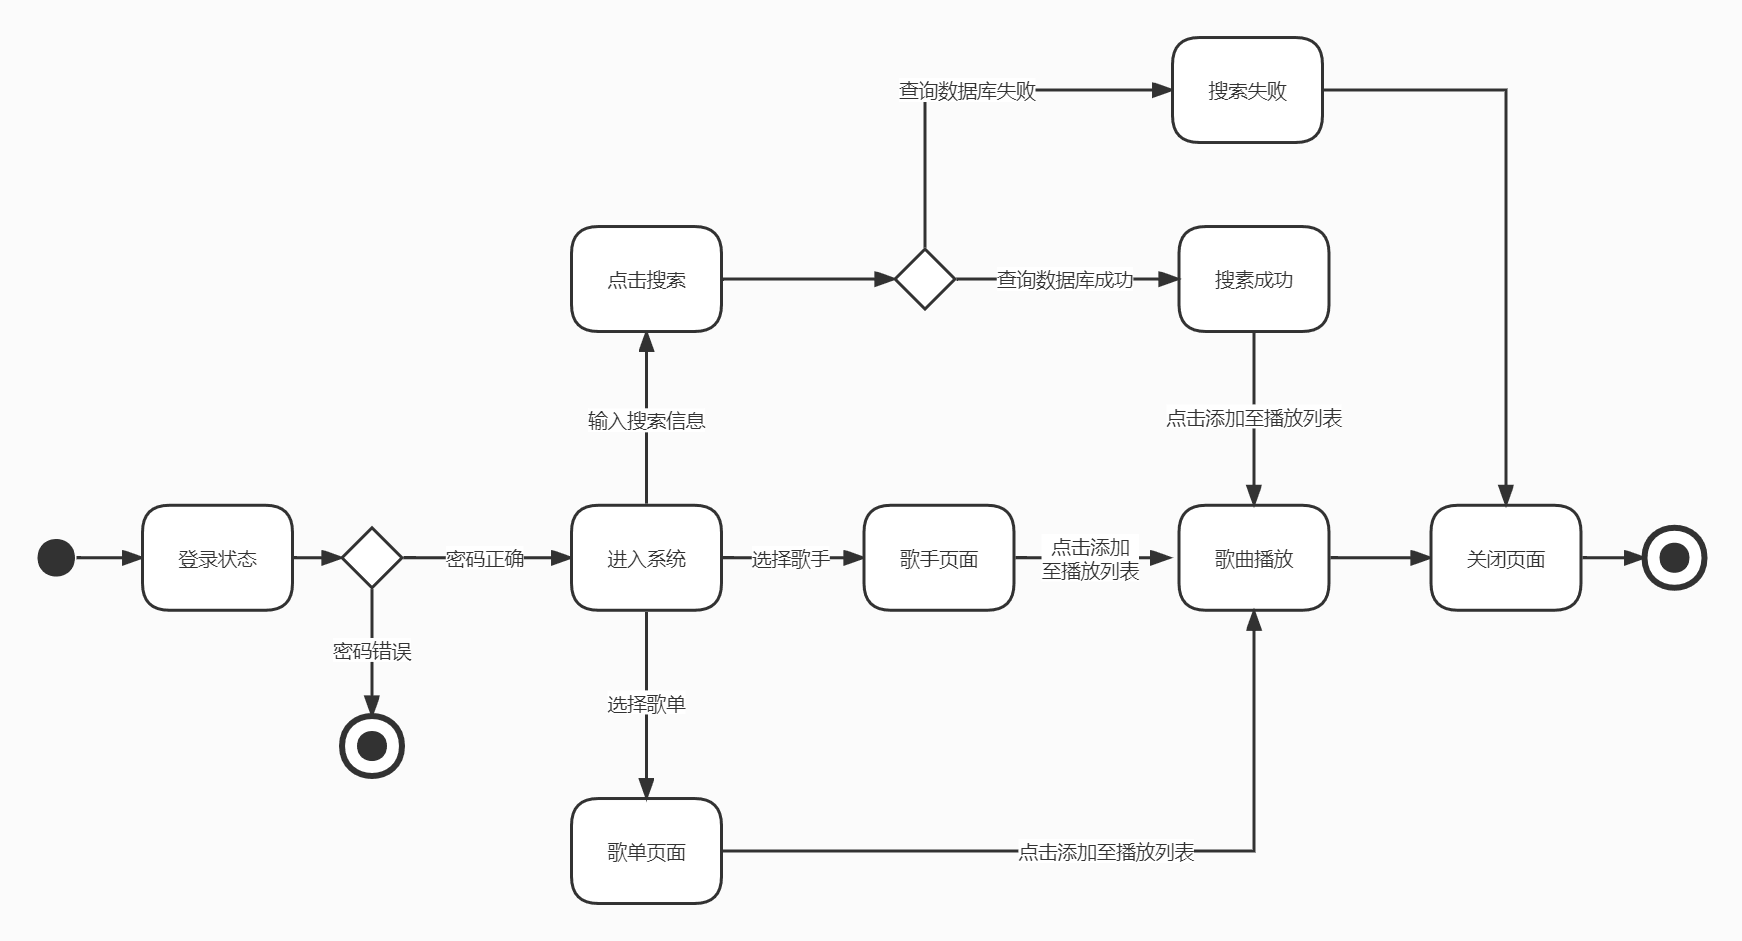 查询数据库失败
搜索失败
点击搜索
查询数据库成功
搜素成功
输入搜索信息
点击添加至播放列表
登录状态
密码正确
进入系统
选择歌手
歌手页面
点击添加
至播放列表
歌曲播放
关闭页面
密码错误
选择歌单
歌单页面
点击添加至播放列表